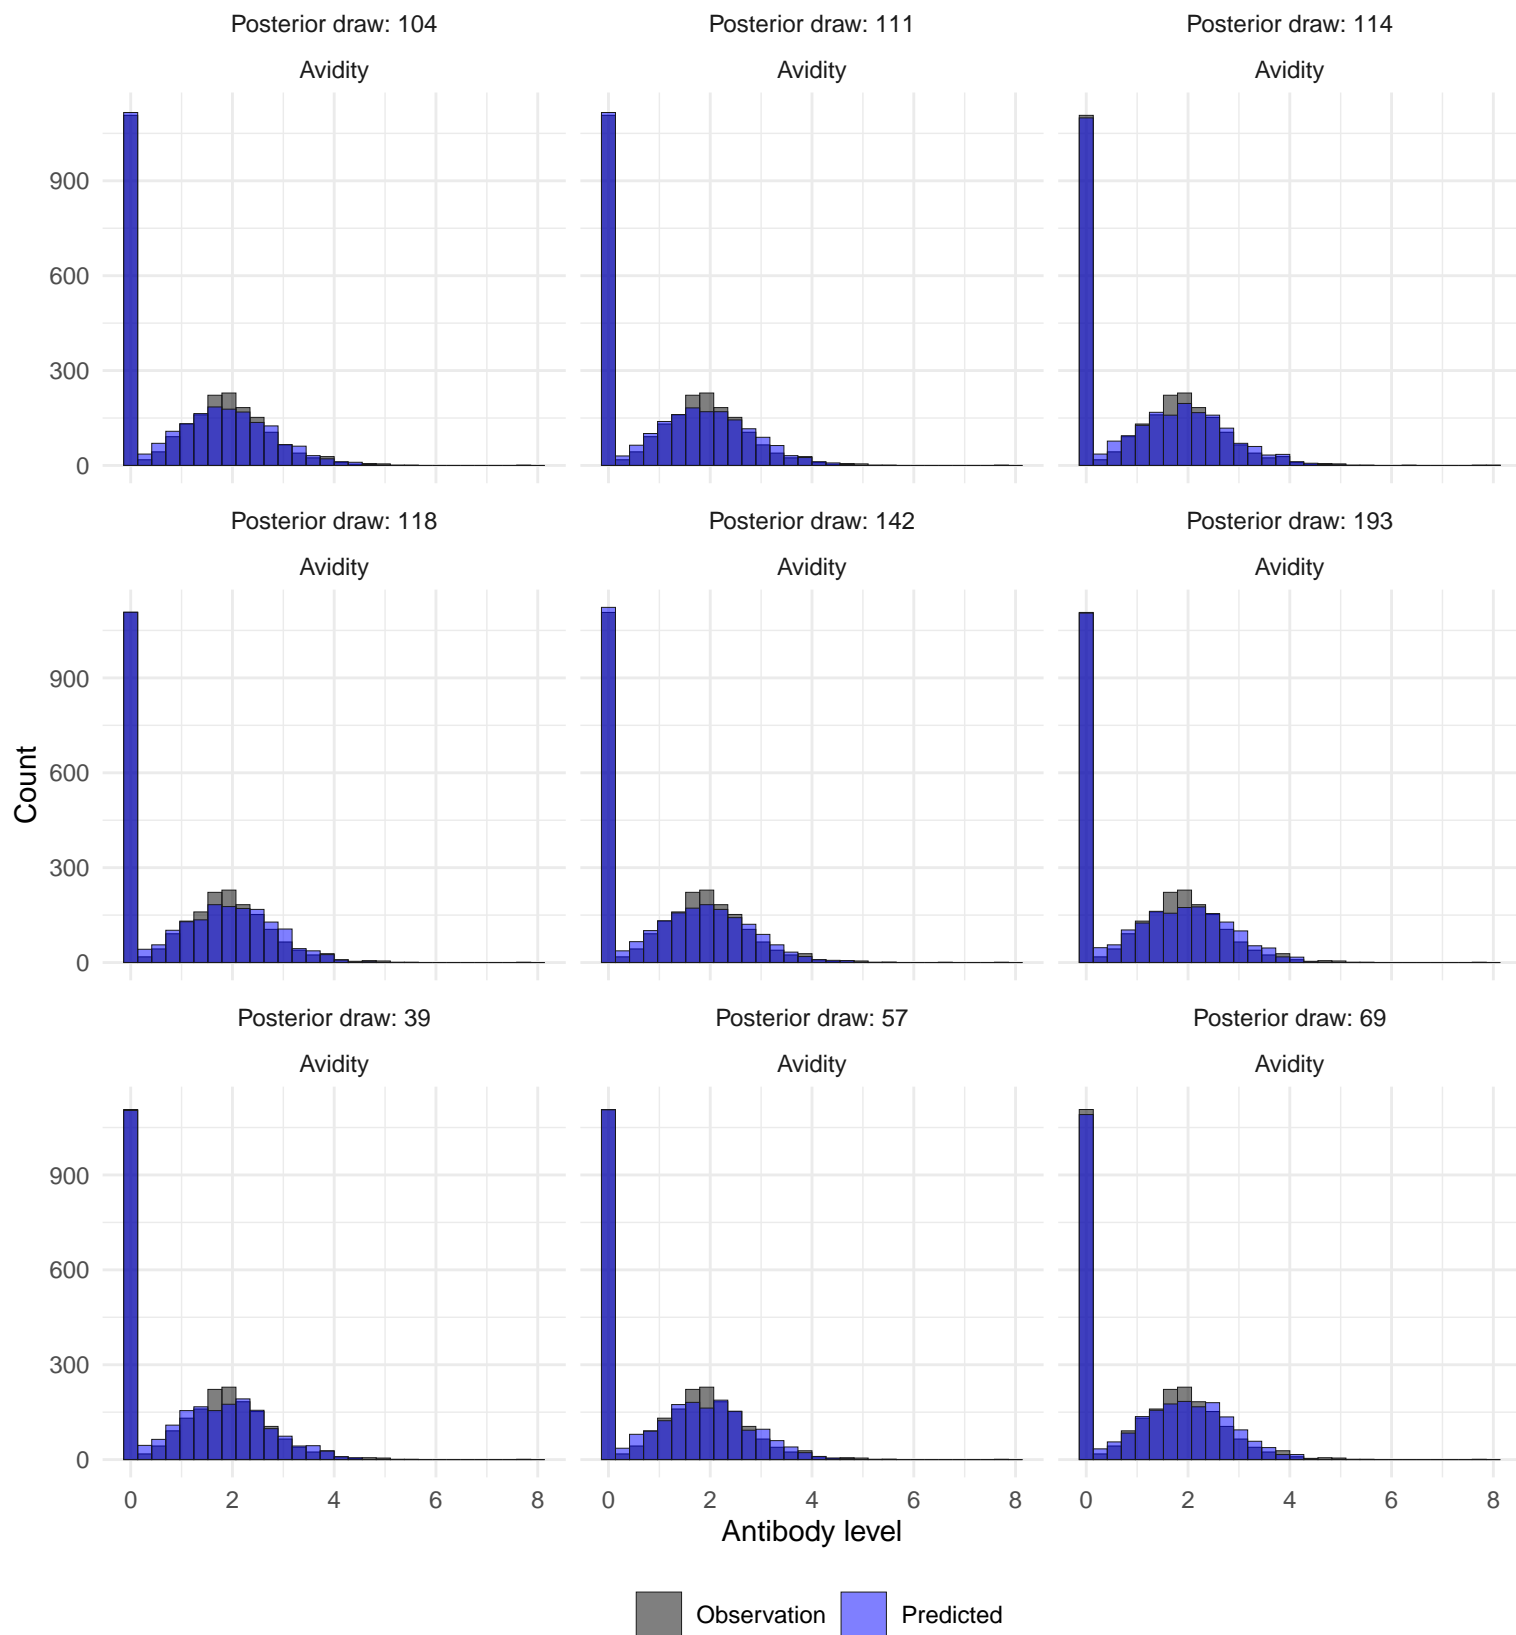 Posterior draw: 104 Posterior draw: 111 Posterior draw: 114
Avidity Avidity Avidity
900
600
300
0
Posterior draw: 118 Posterior draw: 142 Posterior draw: 193
Avidity Avidity Avidity
900
600
300
0
Count
Posterior draw: 39 Posterior draw: 57 Posterior draw: 69
Avidity Avidity Avidity
900
600
300
0
0 2 4 6 8 0 2 4 6 8 0 2 4 6 8
Antibody level
Observation Predicted